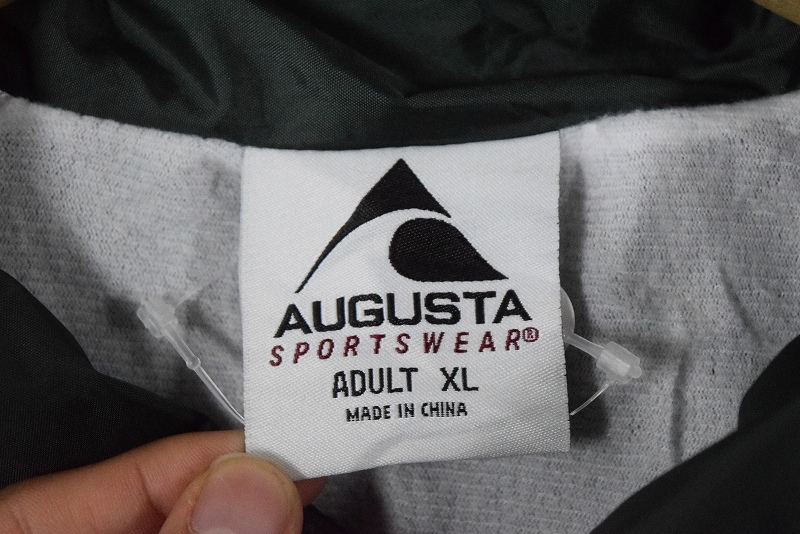 AUGUSTA
SPORTSWEAR®
ADULT XL
MADE IN CHINA